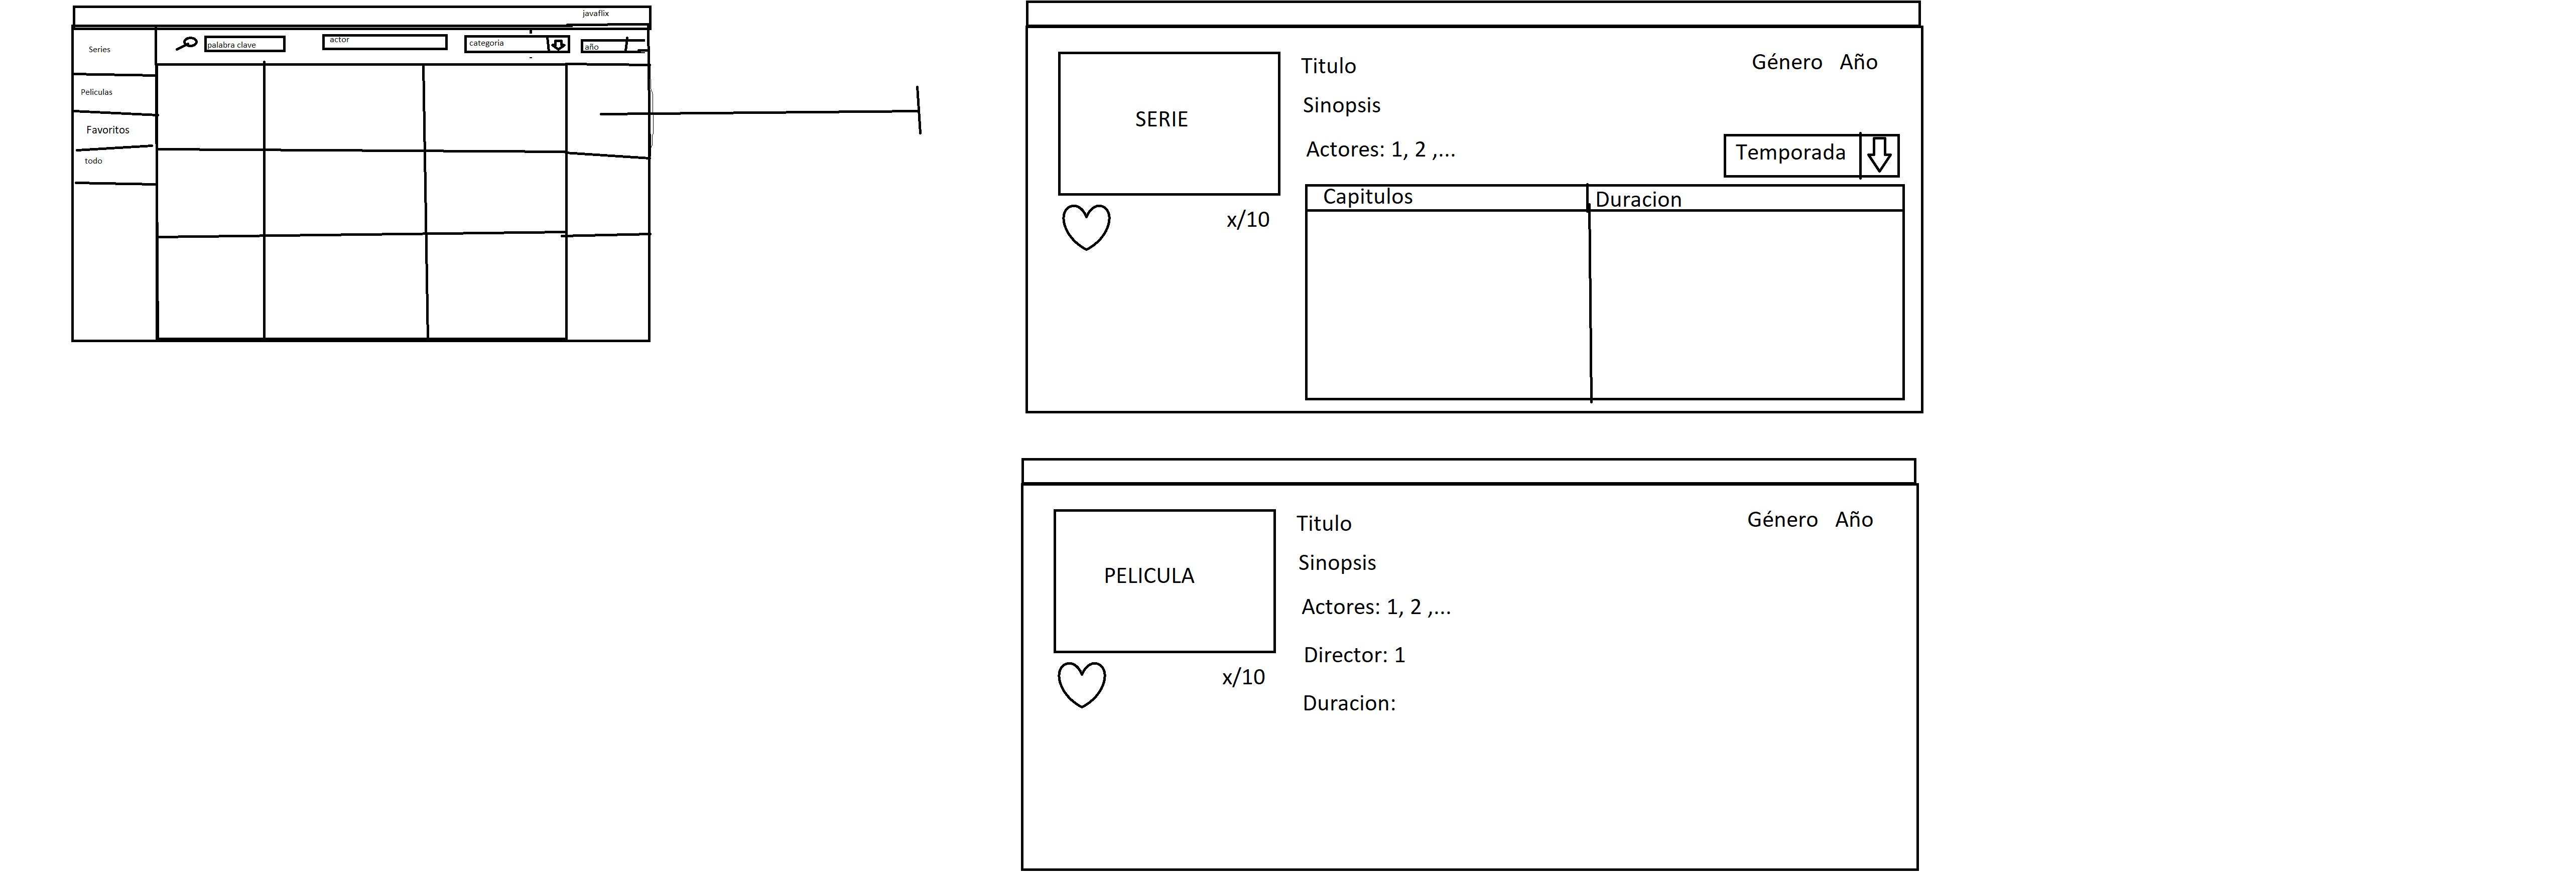 javaflix
Series
palabra clave
actor
categoria
año
Peliculas
Favoritos
todo
SERIE
x/10
Titulo
Género Año
Sinopsis
Actores: 1, 2 ,...
Temporada
Capitulos
Duracion
PELICULA
x/10
Titulo
Género Año
Sinopsis
Actores: 1, 2 ,...
Director: 1
Duracion: